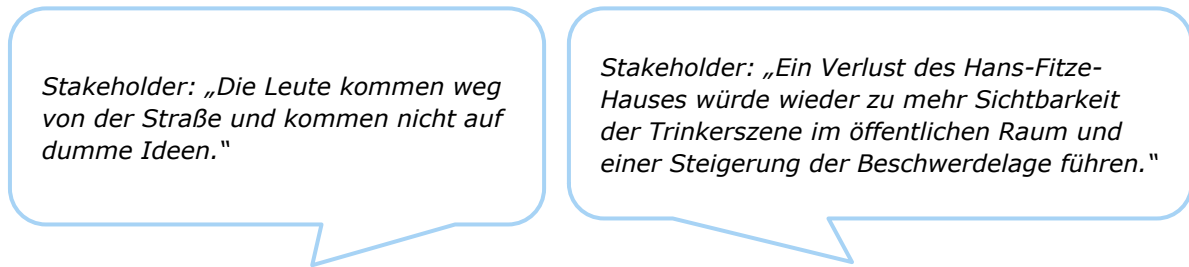 Stakeholder: „Die Leute kommen weg
von der Straße und kommen nicht auf
dumme Ideen.“
Stakeholder: „Ein Verlust des Hans-Fitze-
Hauses würde wieder zu mehr Sichtbarkeit
der Trinkerszene im öffentlichen Raum und
einer Steigerung der Beschwerdelage führen.“